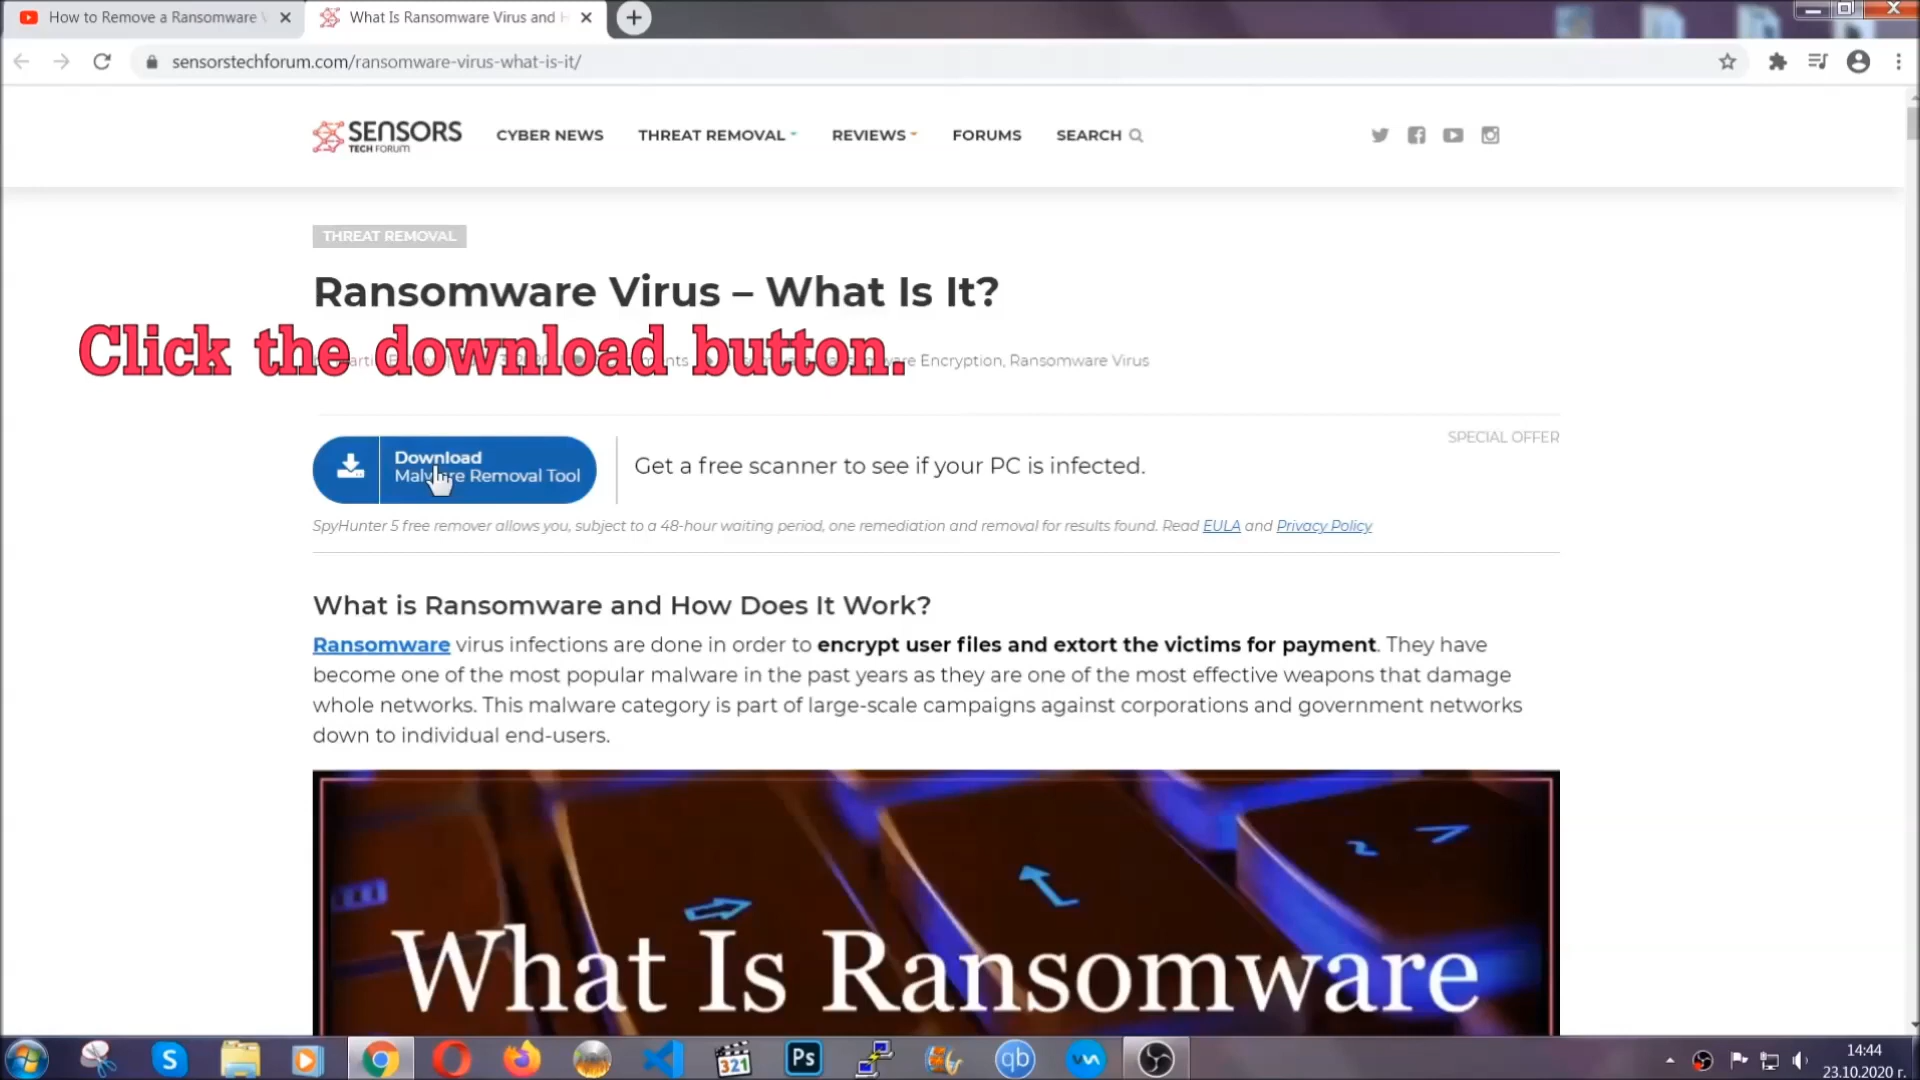 How to Remove a Ransomware
What Is Ransomware Virus and
sensorstechforum.com/ransomware-virus-what-is-it/
SENSORS
TECH FORUM
CYBER NEWS
THREAT REMOVAL
REVIEWS
FORUMS
SEARCH
THREAT REMOVAL
Ransomware Virus – What Is It?
Click the download button.
Encryption, Ransomware Virus
SPECIAL OFFER
Download
Malware Removal Tool
Get a free scanner to see if your PC is infected.
SpyHunter 5 free remover allows you, subject to a 48-hour waiting period, one remediation and removal for results found. Read EULA and Privacy Policy
What is Ransomware and How Does It Work?
Ransomware virus infections are done in order to encrypt user files and extort the victims for payment. They have
become one of the most popular malware in the past years as they are one of the most effective weapons that damage
whole networks. This malware category is part of large-scale campaigns against corporations and government networks
down to individual end-users.
What Is Ransomware
S
321
Ps
qb
14:44
23.10.2020 г.